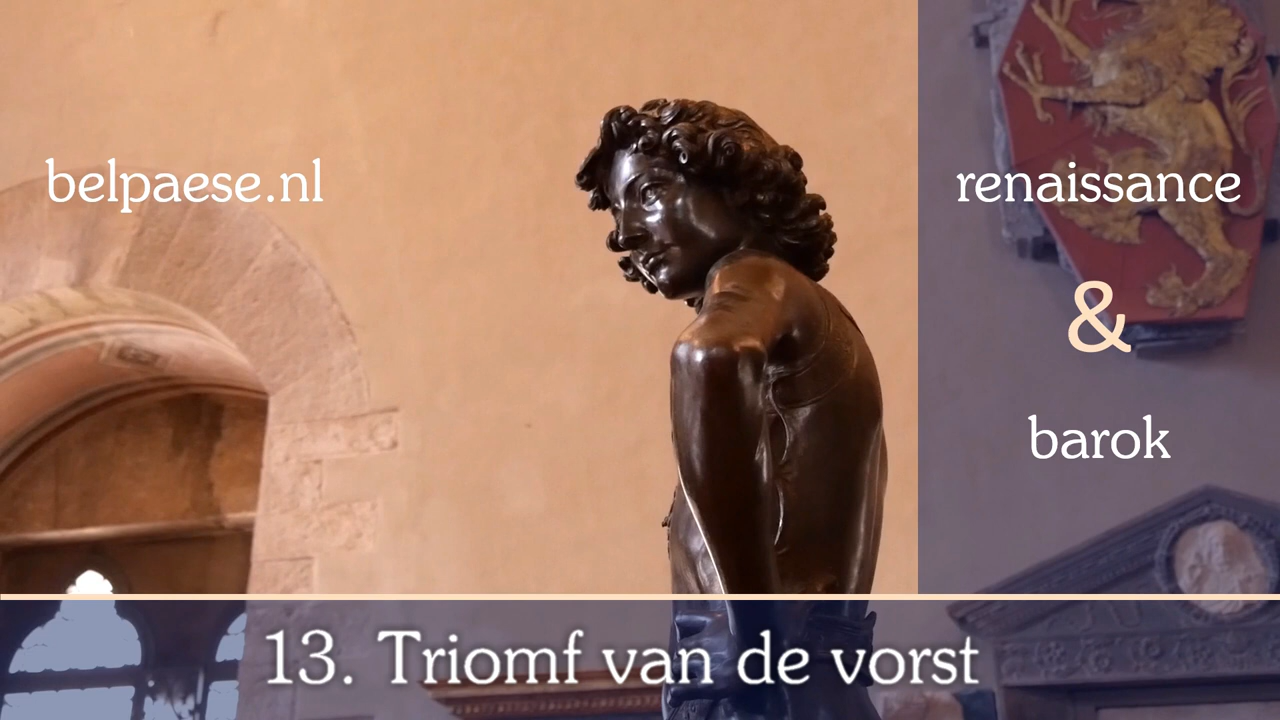 belpaese.nl
renaissance
&
barok
13. Triomf van de vorst